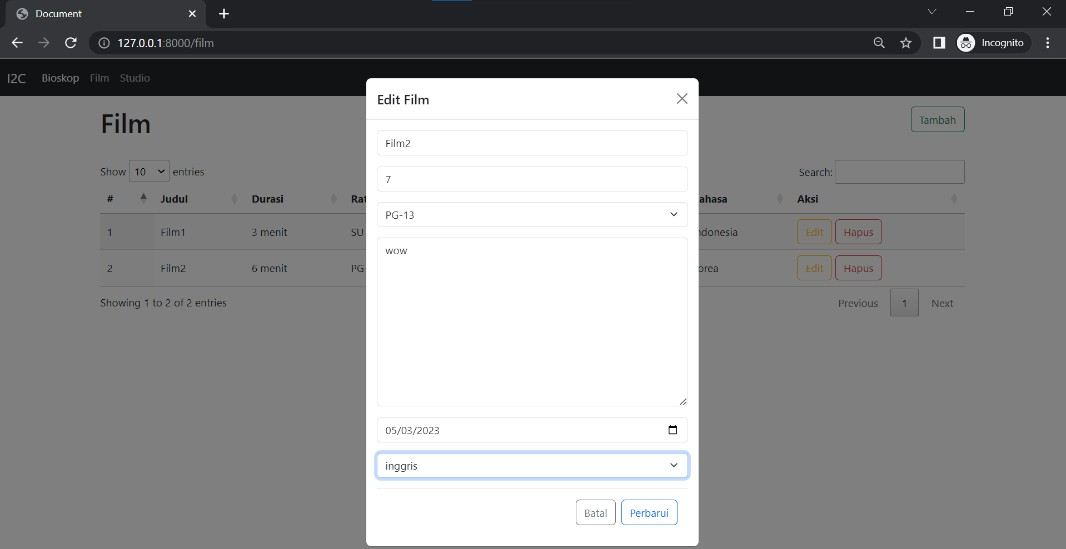 Document
127.0.0.1:8000/film
Incognito
I2C Bioskop Film Studio
Film
Tambah
Show 10 entries
Search:
# Judul Durasi Rat ahasa Aksi
1 Film1 3 menit SU ndonesia Edit Hapus
2 Film2 6 menit PG- orea Edit Hapus
Showing 1 to 2 of 2 entries
Previous 1 Next
Edit Film
Film2
7
PG-13
wow
05/03/2023
inggris
Batal Perbarui